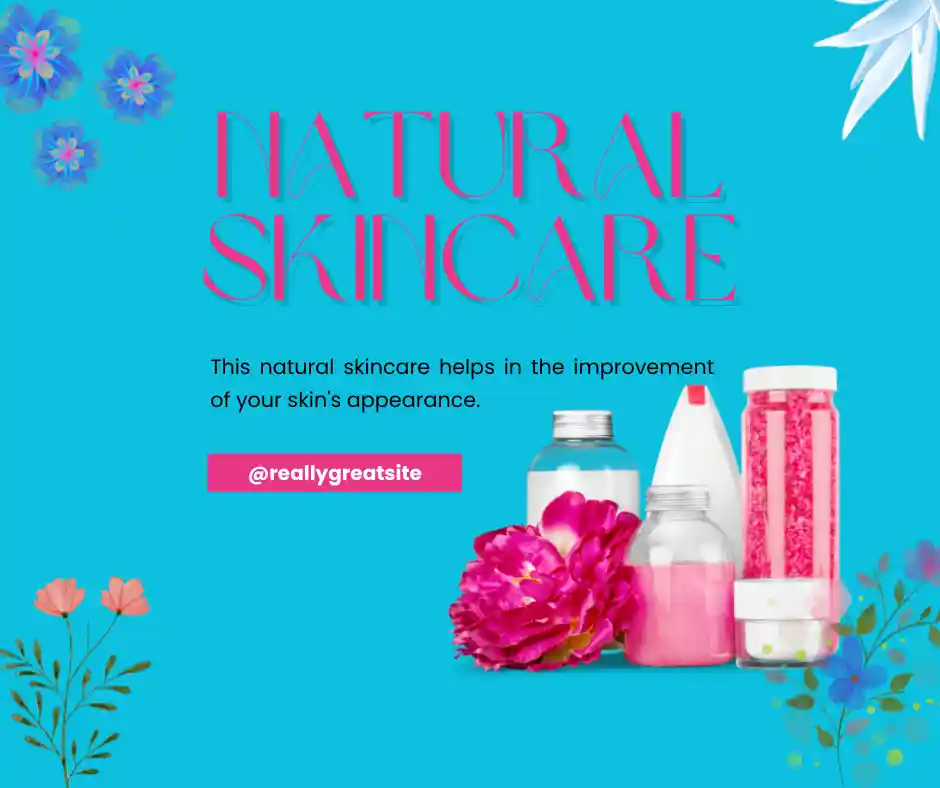 NATURAL
SKINCARE
This natural skincare helps in the improvement
of your skin's appearance.
@reallygreatsite